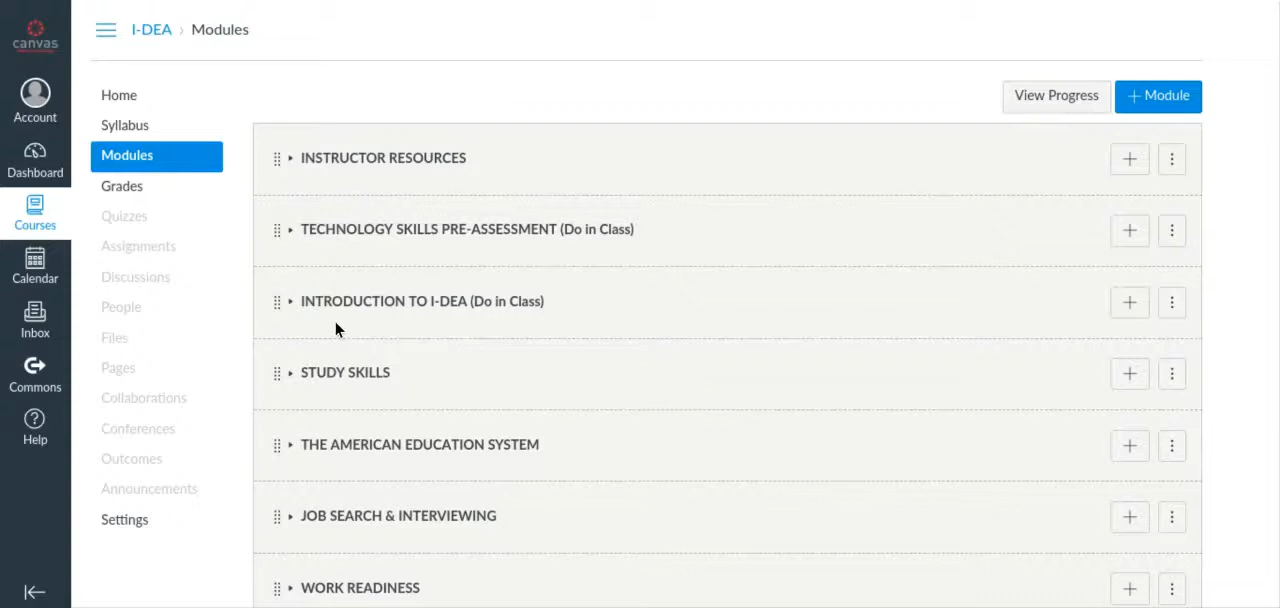 canvas
I-DEA › Modules
Account
Dashboard
Courses
Calendar
Inbox
Commons
Help
Home
Syllabus
Modules
Grades
Quizzes
Assignments
Discussions
People
Files
Pages
Collaborations
Conferences
Outcomes
Announcements
Settings
View Progress
+ Module
INSTRUCTOR RESOURCES
TECHNOLOGY SKILLS PRE-ASSESSMENT (Do in Class)
INTRODUCTION TO I-DEA (Do in Class)
STUDY SKILLS
THE AMERICAN EDUCATION SYSTEM
JOB SEARCH & INTERVIEWING
WORK READINESS